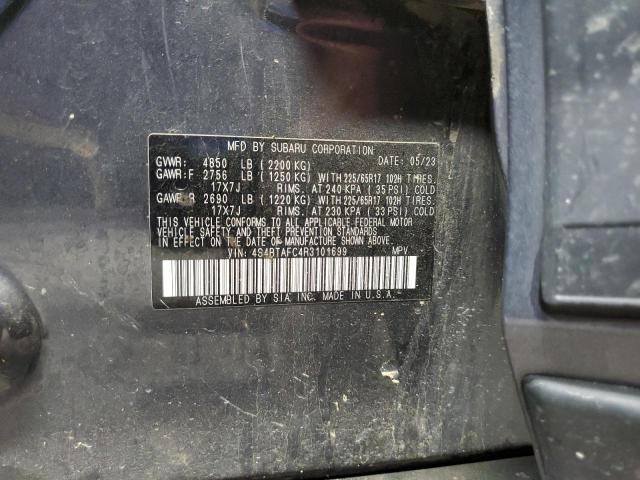 MFD BY SUBARU CORPORATION
GVWR: 4850 LB (2200 KG) DATE: 05/23
GAWR:F 2756 LB (1250 KG) WITH 225/65R17 102H TIRES.
17X7J RIMS. AT 240 KPA (35 PSI) COLD
GAWR:R 2690 LB (1220 KG) WITH 225/65R17 102H TIRES.
17X7J RIMS. AT 230 KPA (33 PSI) COLD
THIS VEHICLE CONFORMS TO ALL APPLICABLE FEDERAL MOTOR
VEHICLE SAFETY AND THEFT PREVENTION STANDARDS IN
EFFECT ON THE DATE OF MANUFACTURE SHOWN ABOVE.
VIN: 4S4BTAFC4R3101699 MPV
ASSEMBLED BY SIA, INC. MADE IN U.S.A.